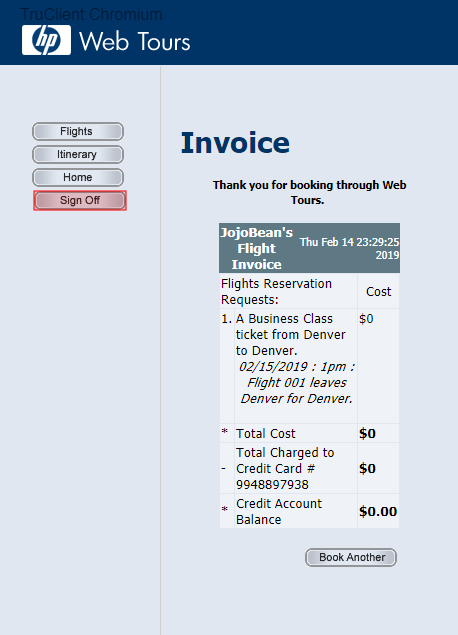 TruClient Chromium
hp Web Tours
Flights
Itinerary
Home
Sign Off
Invoice
Thank you for booking through Web
Tours.
JojoBean's
Flight
Invoice
Thu Feb 14 23:29:25
2019
Flights Reservation
Requests:
Cost
1. A Business Class
ticket from Denver
to Denver.
02/15/2019 : 1pm :
Flight 001 leaves
Denver for Denver.
$0
* Total Cost $0
Total Charged to
- Credit Card # $0
9948897938
* Credit Account
Balance
$0.00
Book Another